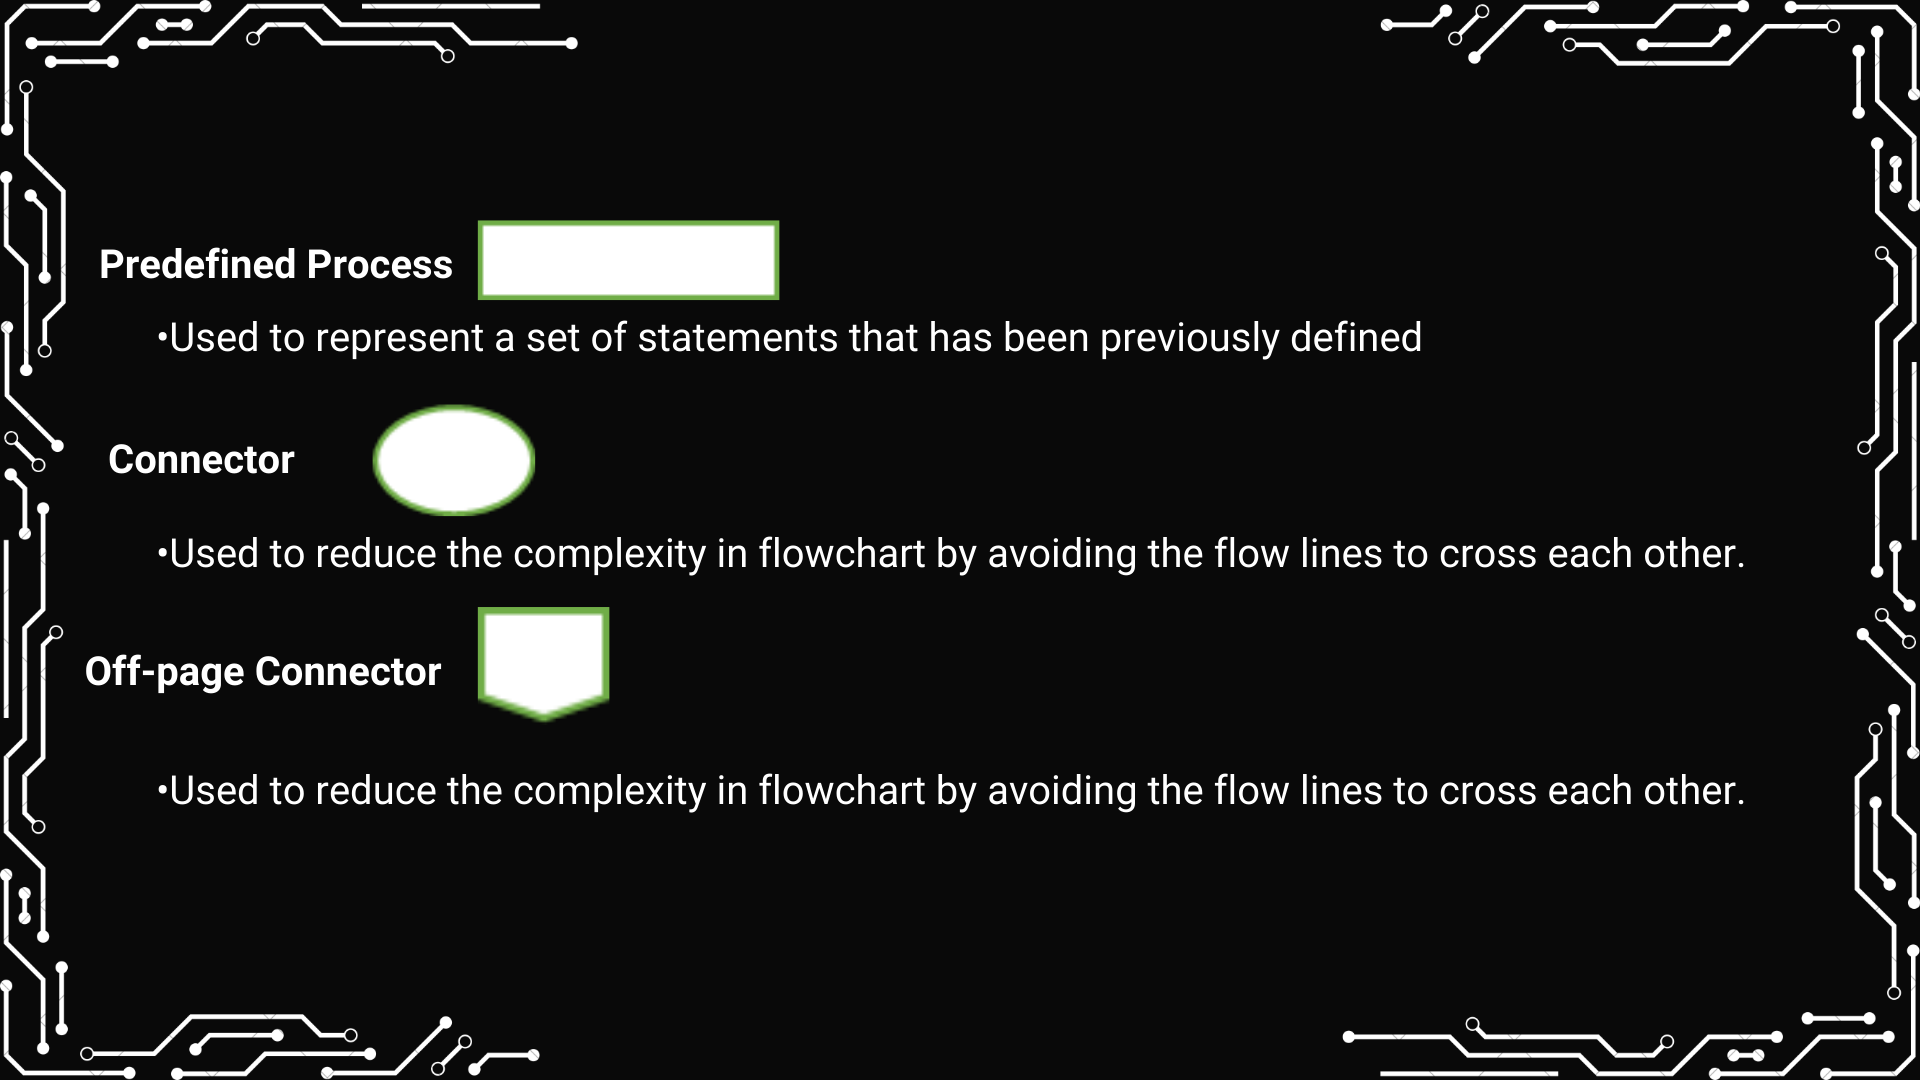 Predefined Process
•Used to represent a set of statements that has been previously defined
Connector
•Used to reduce the complexity in flowchart by avoiding the flow lines to cross each other.
Off-page Connector
•Used to reduce the complexity in flowchart by avoiding the flow lines to cross each other.